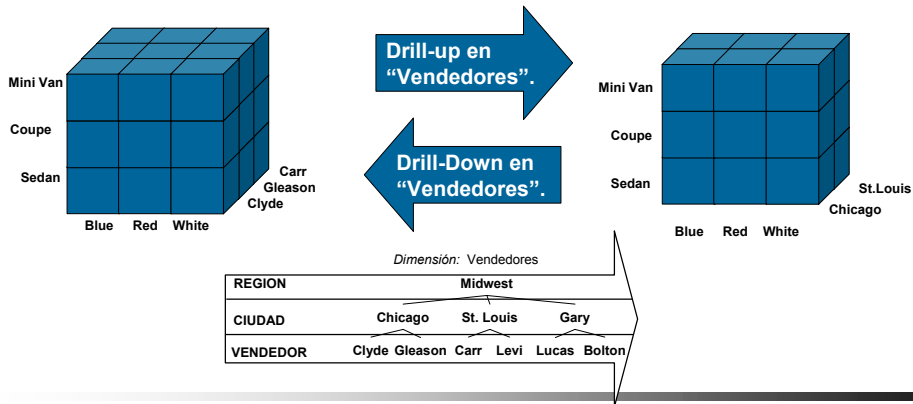 Drill-up en
“Vendedores”.
Mini Van
Coupe
Sedan
Carr
Gleason
Clyde
Blue Red White
Drill-Down en
“Vendedores”.
Mini Van
Coupe
Sedan
St.Louis
Chicago
Blue Red White
Dimensión: Vendedores
REGION Midwest
CIUDAD Chicago St. Louis Gary
VENDEDOR Clyde Gleason Carr Levi Lucas Bolton